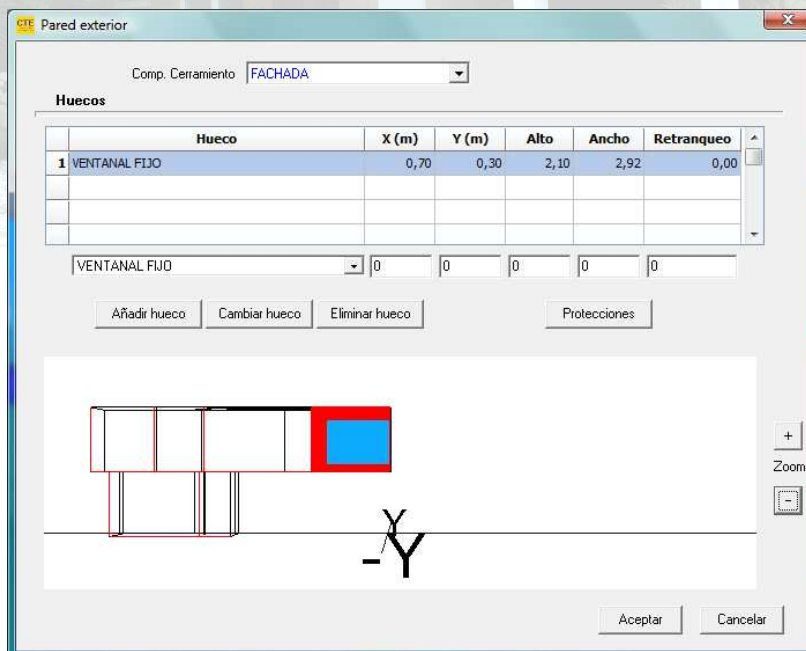 CTE Pared exterior
Comp. Cerramiento FACHADA
Huecos
Hueco X (m) Y (m) Alto Ancho Retranqueo
1 VENTANAL FIJO 0,70 0,30 2,10 2,92 0,00
VENTANAL FIJO 0 0 0 0 0
Añadir hueco Cambiar hueco Eliminar hueco Protecciones
+
Zoom
-
Y
-Y
Aceptar Cancelar